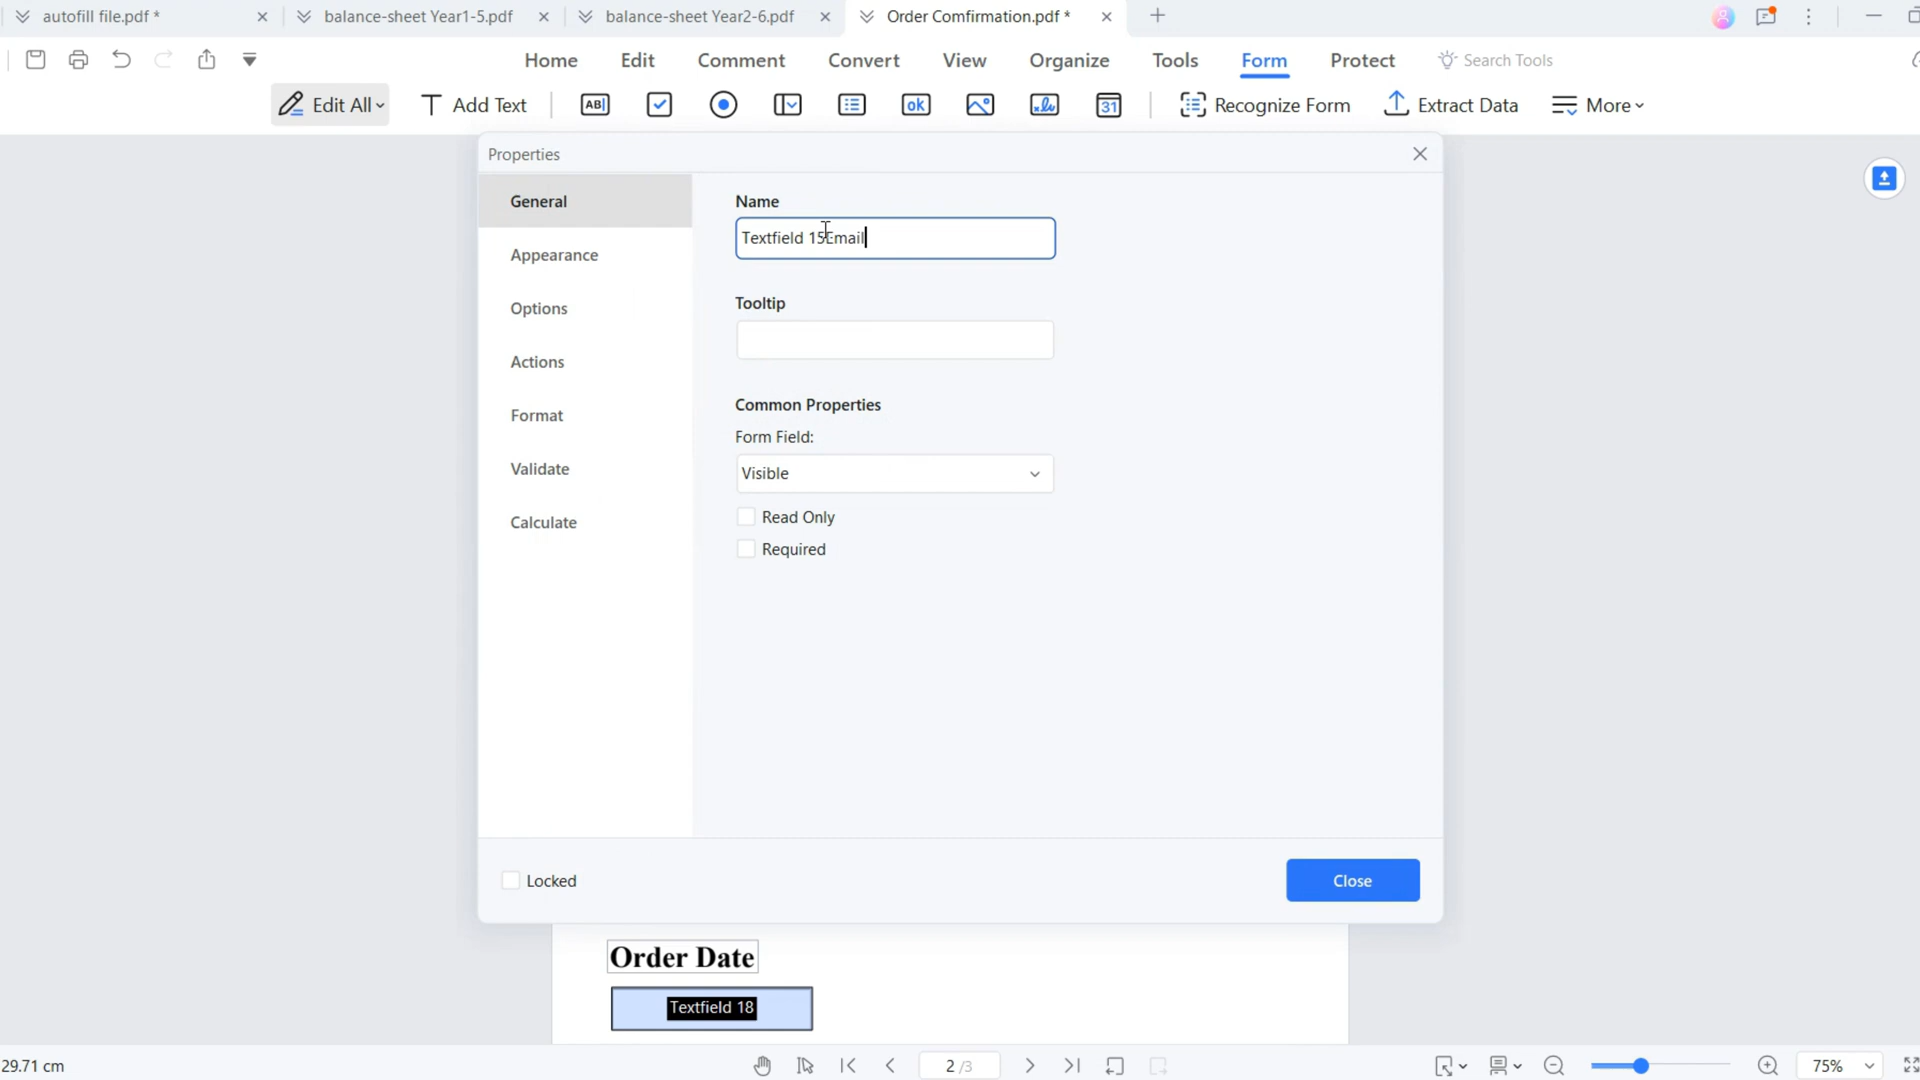 autofill file.pdf * balance-sheet Year1-5.pdf balance-sheet Year2-6.pdf Order Comfirmation.pdf *
Home Edit Comment Convert View Organize Tools Form Protect Search Tools
Edit All Add Text AB ok 31 Recognize Form Extract Data More
Properties
General
Appearance
Options
Actions
Format
Validate
Calculate
Name
Textfield 15Email
Tooltip
Common Properties
Form Field:
Visible
Read Only
Required
Locked
Close
Order Date
Textfield 18
29.71 cm 2 /3 75%